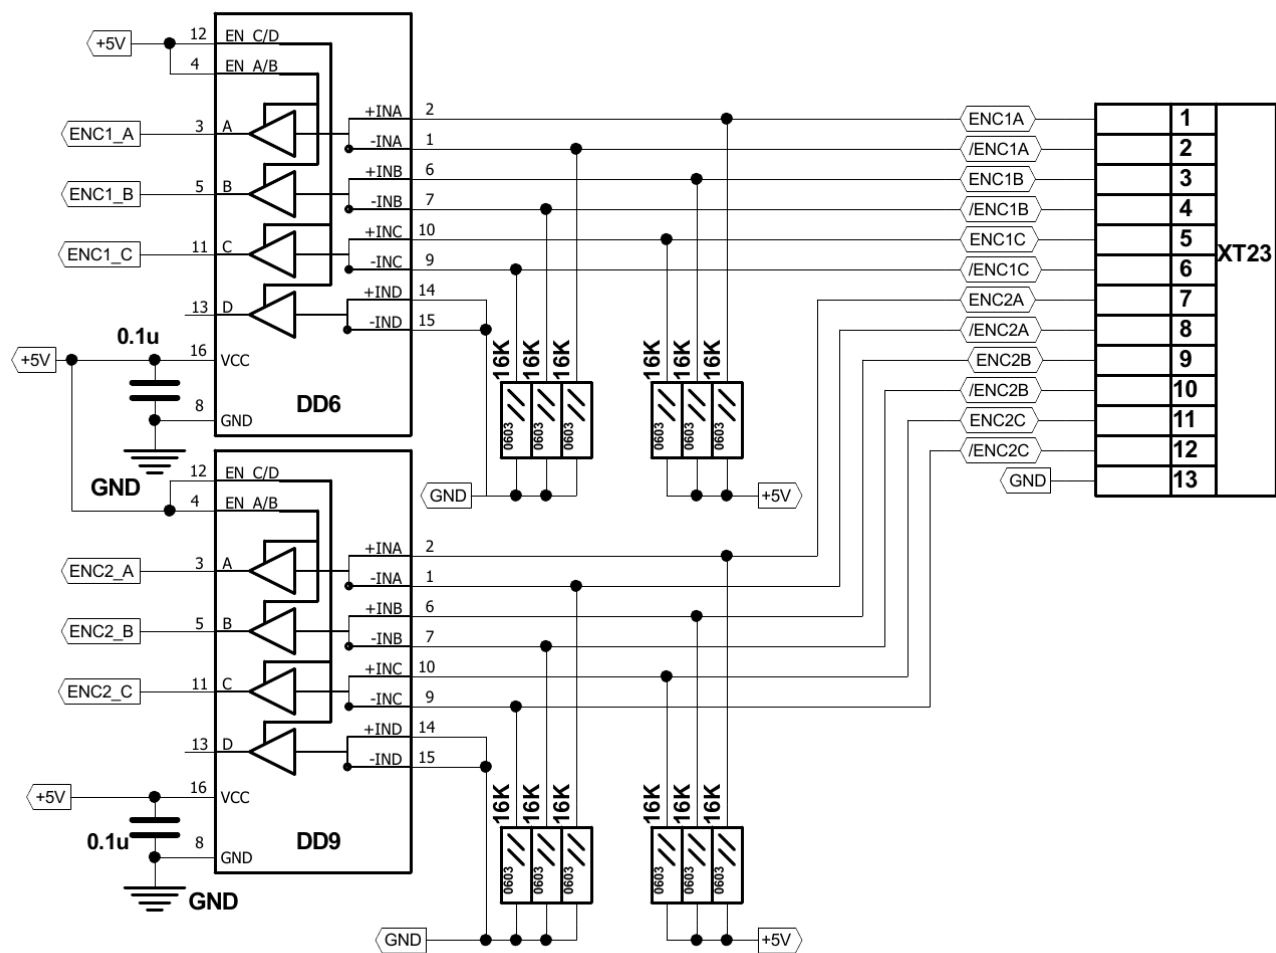 12 EN C/D
+5V
4 EN A/B
+INA 2
ENC1_A 3 A
-INA 1
+INB 6
ENC1_B 5 B
-INB 7
+INC 10
ENC1_C 11 C
-INC 9
+IND 14
13 D
-IND 15
0.1u
+5V 16 VCC
8 GND
DD6
GND
16K 16K 16K
0603 0603 0603
GND
16K 16K 16K
0603 0603 0603
+5V
ENC1A 1
/ENC1A 2
ENC1B 3
/ENC1B 4
ENC1C 5
/ENC1C 6
XT23
ENC2A 7
/ENC2A 8
ENC2B 9
/ENC2B 10
ENC2C 11
/ENC2C 12
GND 13
12 EN C/D
4 EN A/B
+INA 2
ENC2_A 3 A
-INA 1
+INB 6
ENC2_B 5 B
-INB 7
+INC 10
ENC2_C 11 C
-INC 9
+IND 14
13 D
-IND 15
+5V 16 VCC
0.1u
8 GND
DD9
GND
16K 16K 16K
0603 0603 0603
GND
16K 16K 16K
0603 0603 0603
+5V